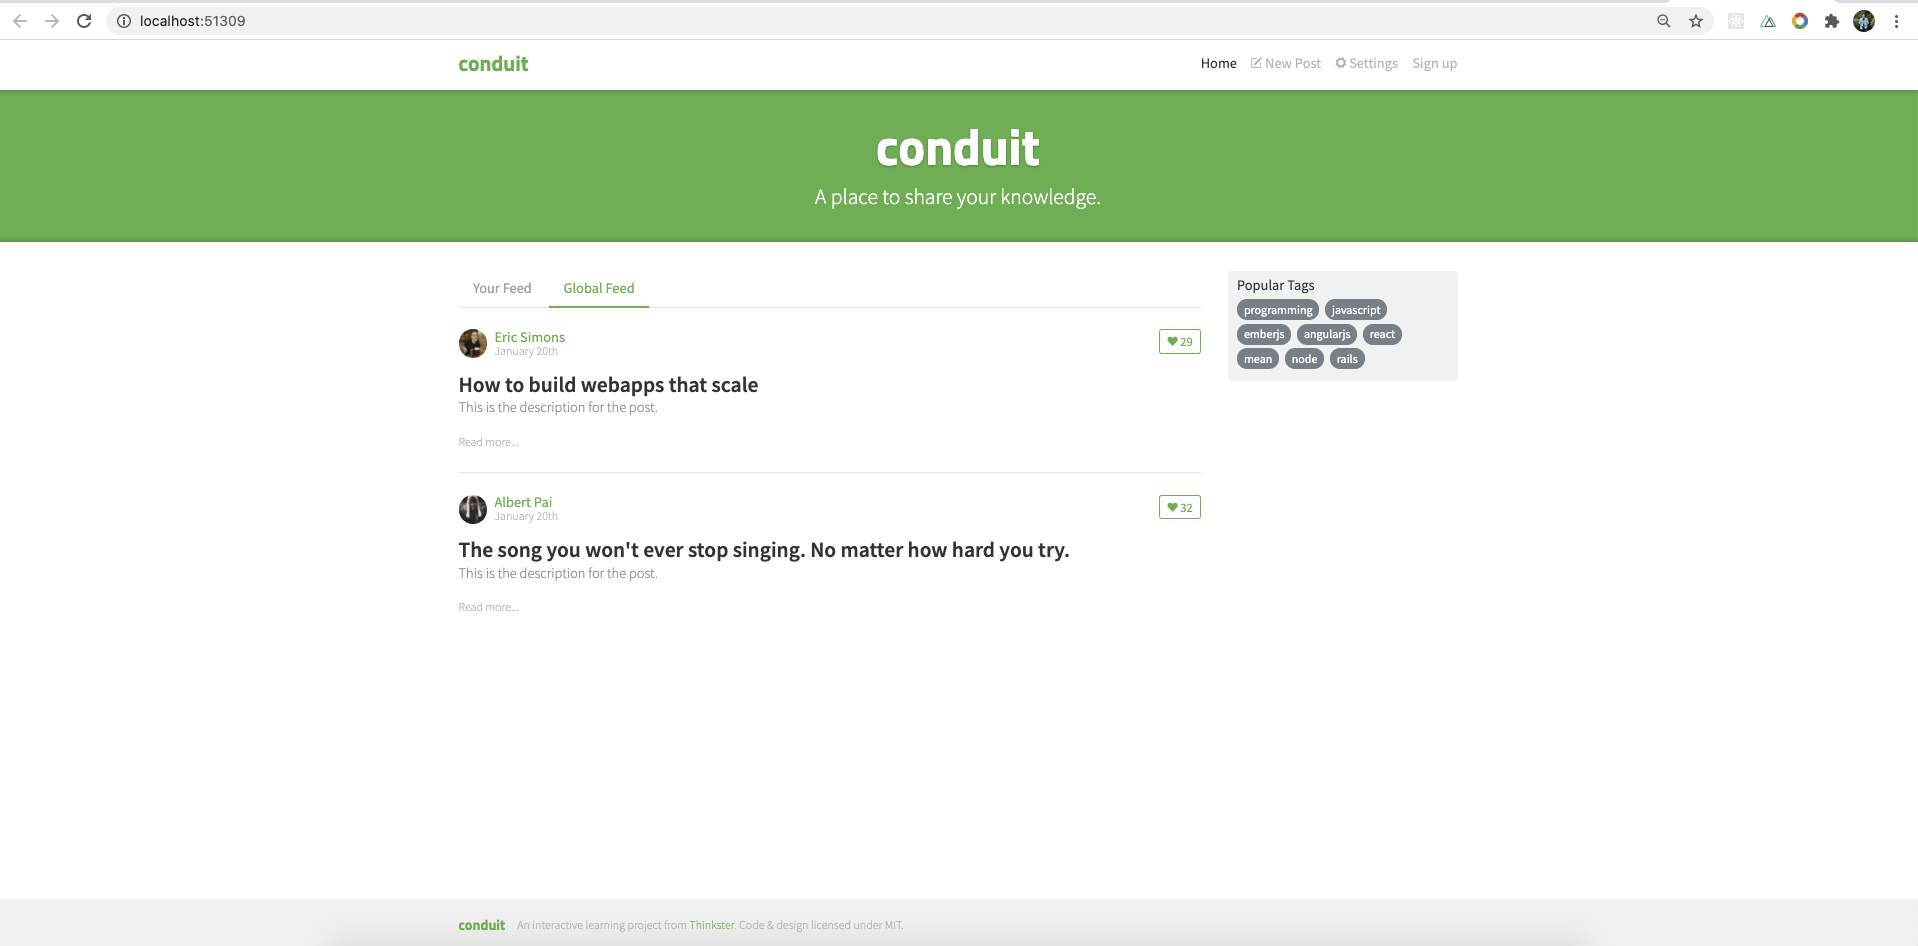 localhost:51309
conduit
Home New Post Settings Sign up
conduit
A place to share your knowledge.
Your Feed Global Feed
Eric Simons
January 20th
29
How to build webapps that scale
This is the description for the post.
Read more...
Albert Pai
January 20th
32
The song you won't ever stop singing. No matter how hard you try.
This is the description for the post.
Read more...
Popular Tags
programming javascript
emberjs angularjs react
mean node rails
conduit An interactive learning project from Thinkster. Code & design licensed under MIT.